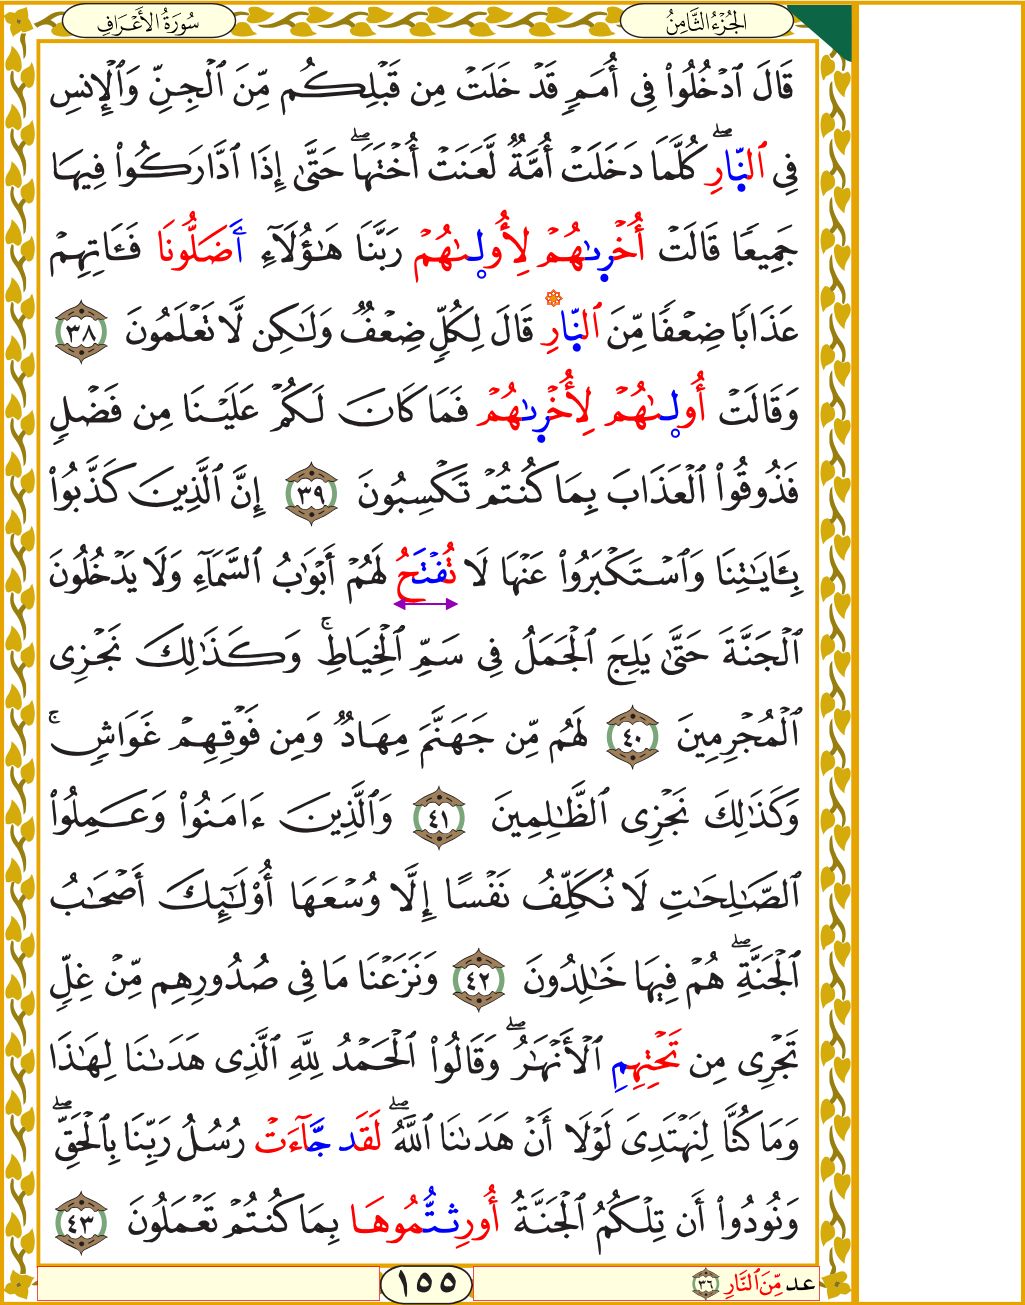 الجُزْءُ الثَّامِنُ
سُورَةُ الأَعْرَافِ
قَالَ ٱدْخُلُوا۟ فِىٓ أُمَمٍ قَدْ خَلَتْ مِن قَبْلِكُم مِّنَ ٱلْجِنِّ وَٱلْإِنسِ
فِى ٱلنَّارِ ۖ كُلَّمَا دَخَلَتْ أُمَّةٌ لَّعَنَتْ أُخْتَهَا ۖ حَتَّىٰ إِذَا ٱدَّارَكُوا۟ فِيهَا
جَمِيعًا قَالَتْ أُخْرِىٰهُمْ لِأُولِىٰهُمْ رَبَّنَا هَـٰٓؤُلَآءِ أَضَلُّونَا فَـَٔاتِهِمْ
عَذَابًا ضِعْفًا مِّنَ ٱلنَّارِ ۞ قَالَ لِكُلٍّ ضِعْفٌ وَلَـٰكِن لَّا تَعْلَمُونَ ٣٨
وَقَالَتْ أُولِىٰهُمْ لِأُخْرِىٰهُمْ فَمَا كَانَ لَكُمْ عَلَيْنَا مِن فَضْلٍ
فَذُوقُوا۟ ٱلْعَذَابَ بِمَا كُنتُمْ تَكْسِبُونَ ٣٩ إِنَّ ٱلَّذِينَ كَذَّبُوا۟
بِـَٔايَـٰتِنَا وَٱسْتَكْبَرُوا۟ عَنْهَا لَا تُفْتَحُ لَهُمْ أَبْوَٰبُ ٱلسَّمَآءِ وَلَا يَدْخُلُونَ
ٱلْجَنَّةَ حَتَّىٰ يَلِجَ ٱلْجَمَلُ فِى سَمِّ ٱلْخِيَاطِ ۚ وَكَذَٰلِكَ نَجْزِى
ٱلْمُجْرِمِينَ ٤٠ لَهُم مِّن جَهَنَّمَ مِهَادٌ وَمِن فَوْقِهِمْ غَوَاشٍ ۚ
وَكَذَٰلِكَ نَجْزِى ٱلظَّـٰلِمِينَ ٤١ وَٱلَّذِينَ ءَامَنُوا۟ وَعَمِلُوا۟
ٱلصَّـٰلِحَـٰتِ لَا نُكَلِّفُ نَفْسًا إِلَّا وُسْعَهَا أُو۟لَـٰٓئِكَ أَصْحَـٰبُ
ٱلْجَنَّةِ ۖ هُمْ فِيهَا خَـٰلِدُونَ ٤٢ وَنَزَعْنَا مَا فِى صُدُورِهِم مِّنْ غِلٍّ
تَجْرِى مِن تَحْتِهِمِ ٱلْأَنْهَـٰرُ ۖ وَقَالُوا۟ ٱلْحَمْدُ لِلَّهِ ٱلَّذِى هَدَىٰنَا لِهَـٰذَا
وَمَا كُنَّا لِنَهْتَدِىَ لَوْلَآ أَنْ هَدَىٰنَا ٱللَّهُ ۖ لَقَد جَّآءَتْ رُسُلُ رَبِّنَا بِٱلْحَقِّ ۖ
وَنُودُوٓا۟ أَن تِلْكُمُ ٱلْجَنَّةُ أُورِثتُّمُوهَا بِمَا كُنتُمْ تَعْمَلُونَ ٤٣
عد مِّنَ ٱلنَّارِ ٣٦
١٥٥